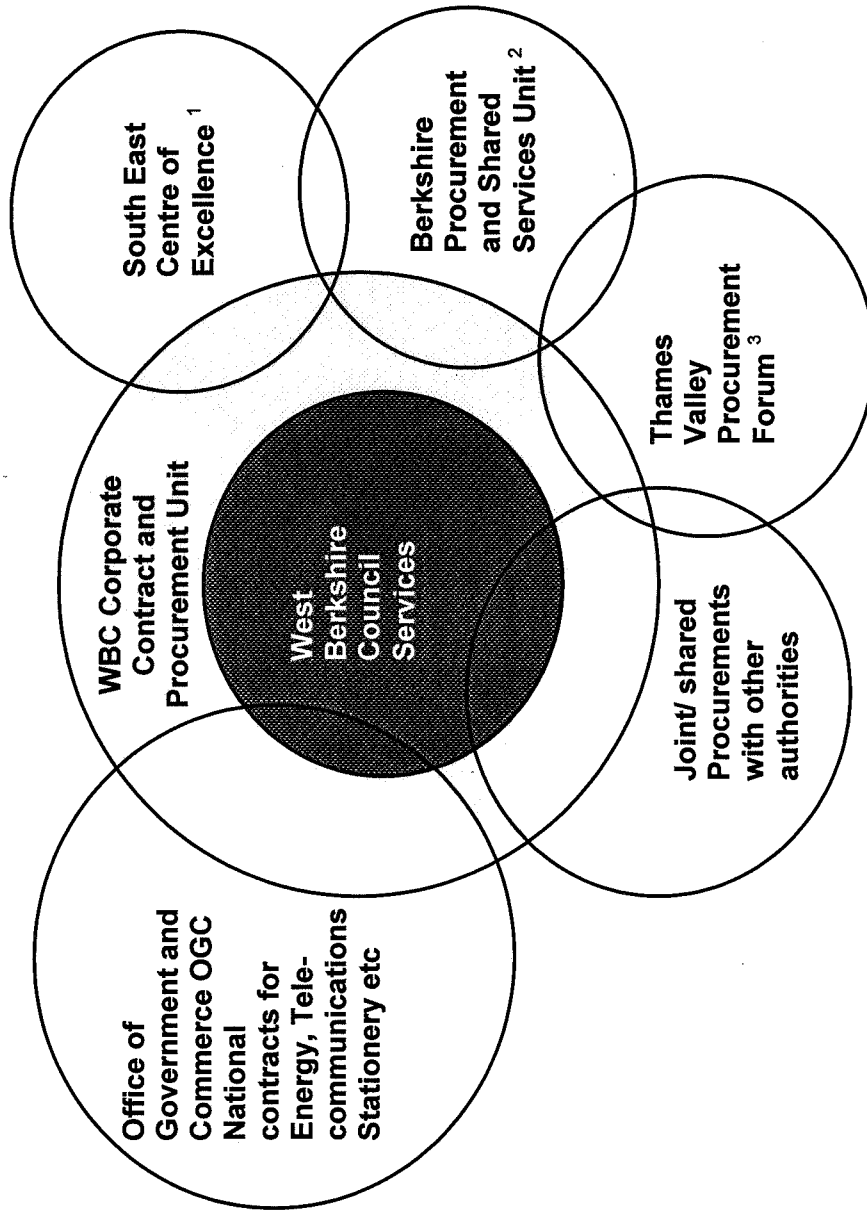 Office of
Government and
Commerce OGC
National
contracts for
Energy, Tele-
communications
Stationery etc
WBC Corporate
Contract and
Procurement Unit
South East
Centre of
Excellence 1
Berkshire
Procurement
and Shared
Services Unit 2
West
Berkshire
Council
Services
Thames
Valley
Procurement
Forum 3
Joint/ shared
Procurements
with other
authorities